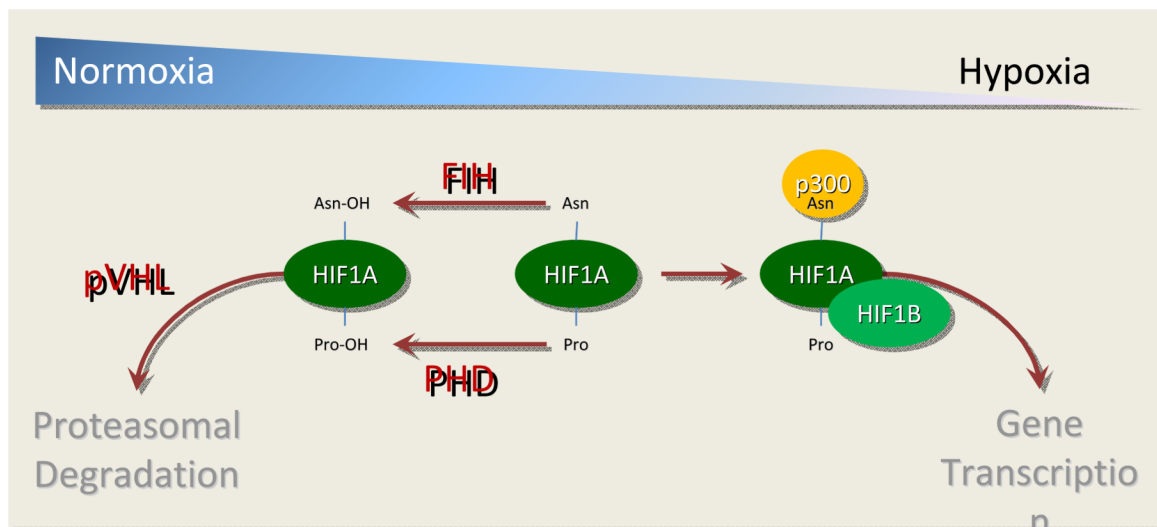 Normoxia
Hypoxia
FIH
p300
Asn-OH
Asn
Asn
pVHL
HIF1A
HIF1A
HIF1A
HIF1B
Pro-OH
Pro
Pro
PHD
Proteasomal
Degradation
Gene
Transcriptio
n